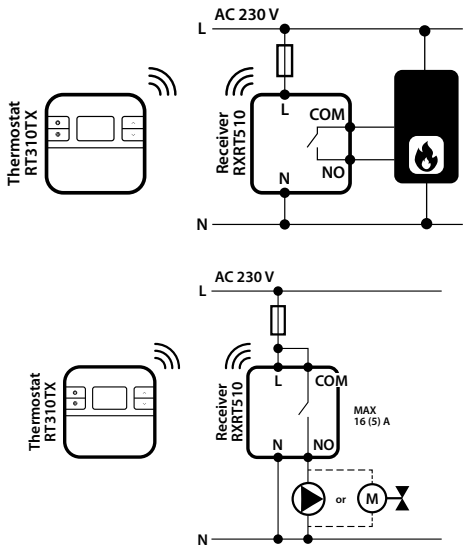 AC 230 V
L
Thermostat
RT310TX
Receiver
RXRT510
L
COM
N
NO
N
AC 230 V
L
Thermostat
RT310TX
Receiver
RXRT510
L
COM
MAX
16 (5) A
N
NO
or
M
N